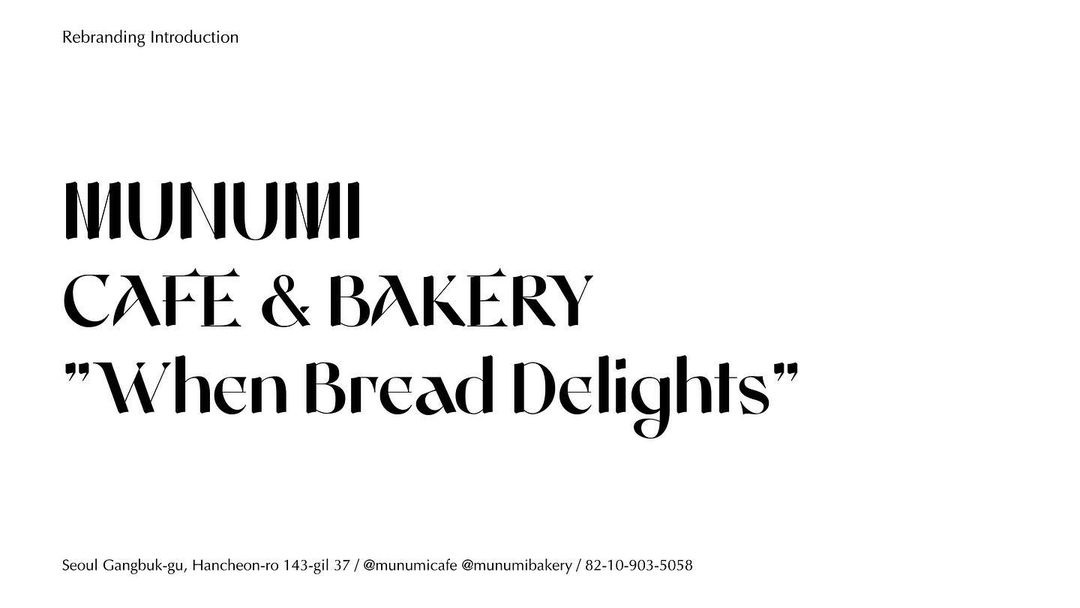 Rebranding Introduction
MUNUMI
CAFE & BAKERY
”When Bread Delights”
Seoul Gangbuk-gu, Hancheon-ro 143-gil 37 / @munumicafe @munumibakery / 82-10-903-5058